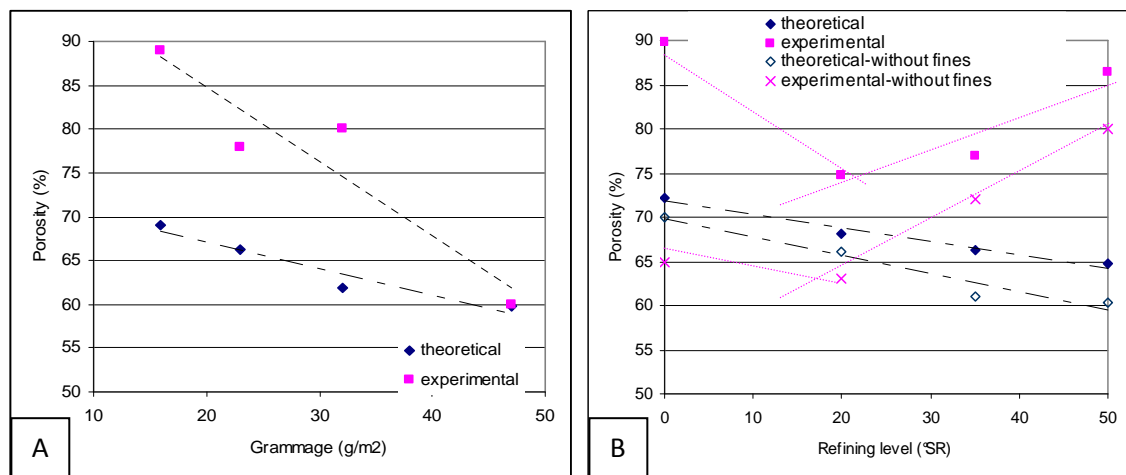 90
85
80
75
70
65
60
55
50
Porosity (%)
10 20 30 40 50
Grammage (g/m2)
theoretical
experimental
A
theoretical
experimental
theoretical-without fines
experimental-without fines
90
85
80
75
70
65
60
55
50
Porosity (%)
0 10 20 30 40 50
Refining level (°SR)
B